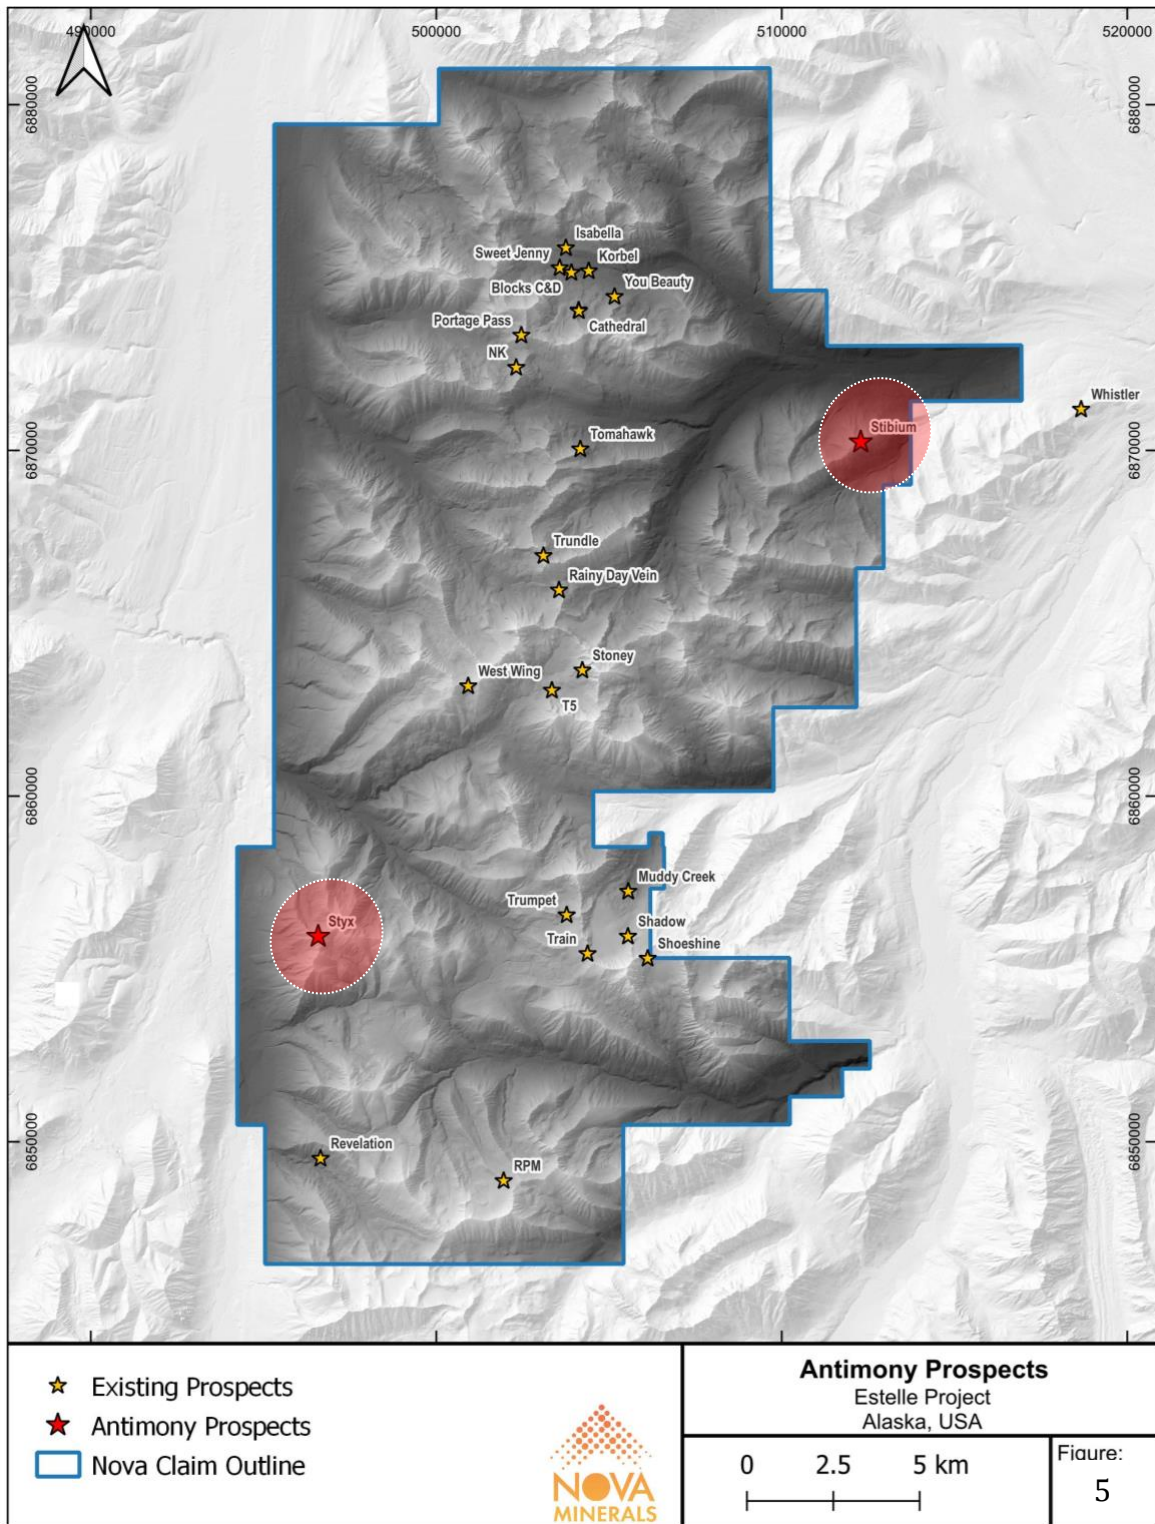 490000
500000
510000
520000
6880000
6880000
Isabella
Sweet Jenny
Korbel
Blocks C&D
You Beauty
Portage Pass
Cathedral
NK
Whistler
Stibium
Tomahawk
6870000
6870000
Trundle
Rainy Day Vein
Stoney
West Wing
T5
6860000
6860000
Muddy Creek
Trumpet
Styx
Shadow
Train
Shoeshine
6850000
6850000
Revelation
RPM
Existing Prospects
Antimony Prospects
Nova Claim Outline
NOVA
MINERALS
Antimony Prospects
Estelle Project
Alaska, USA
0 2.5 5 km
Figure:
5